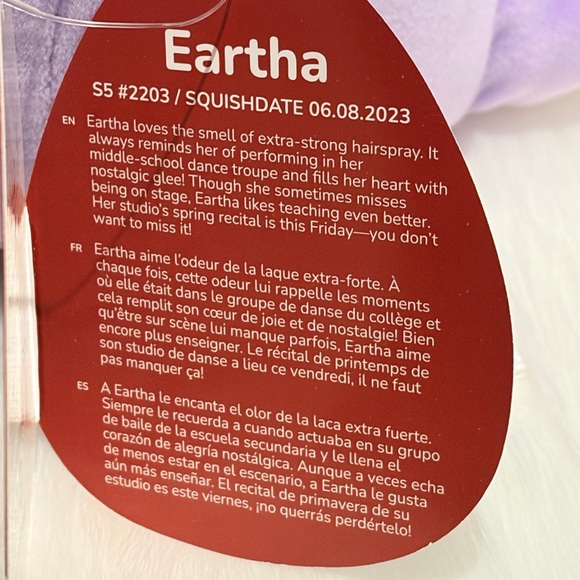 Eartha
S5 #2203 / SQUISHDATE 06.08.2023
EN Eartha loves the smell of extra-strong hairspray. It
always reminds her of performing in her
middle-school dance troupe and fills her heart with
nostalgic glee! Though she sometimes misses
being on stage, Eartha likes teaching even better.
Her studio's spring recital is this Friday—you don't
want to miss it!
FR Eartha aime l'odeur de la laque extra-forte. À
chaque fois, cette odeur lui rappelle les moments
où elle était dans le groupe de danse du collège et
cela remplit son cœur de joie et de nostalgie! Bien
qu'être sur scène lui manque parfois, Eartha aime
encore plus enseigner. Le récital de printemps de
son studio de danse a lieu ce vendredi, il ne faut
pas manquer ça!
ES A Eartha le encanta el olor de la laca extra fuerte.
Siempre le recuerda a cuando actuaba en su grupo
de baile de la escuela secundaria y le llena el
corazón de alegría nostálgica. Aunque a veces echa
de menos estar en el escenario, a Eartha le gusta
aún más enseñar. El recital de primavera de su
estudio es este viernes, ¡no querrás perdértelo!